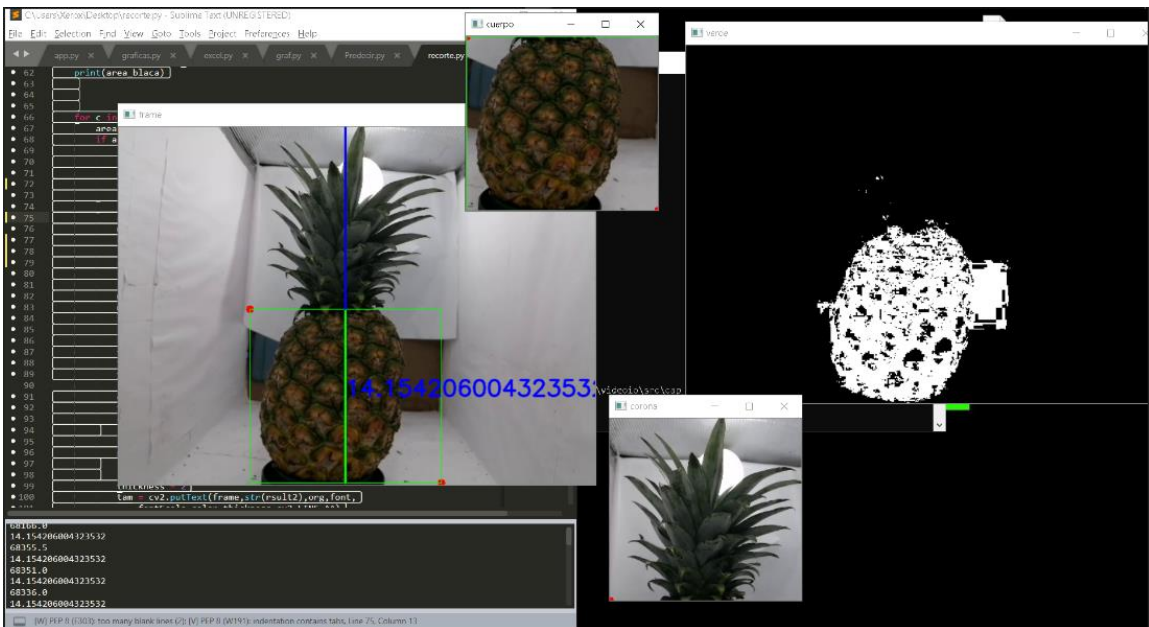 C:\Users\Xerox\Desktop\recorte.py - Sublime Text (UNREGISTERED)
File Edit Selection Find View Goto Tools Project Preferences Help
app.py × graficas.py × excel.py × graf.py × Predecir.py × recorte.py
62 print(area_blaca)
63
64
65
66 for c in
67 area
68 if a
69
70
71
72
73
74
75
76
77
78
79
80
81
82
83
84
85
86
87
88
89
90
91
92
93
94
95
96
97
98
99 thickness = 2
100 tam = cv2.putText(frame,str(rsult2),org,font,
frame
14.154206004323532
cuerpo
verde
\videoio\src\cap
corona
68166.0
14.154206004323532
68355.5
14.154206004323532
68351.0
14.154206004323532
68336.0
14.154206004323532
[W] PEP 8 (E303): too many blank lines (2); [V] PEP 8 (W191): indentation contains tabs, Line 75, Column 13